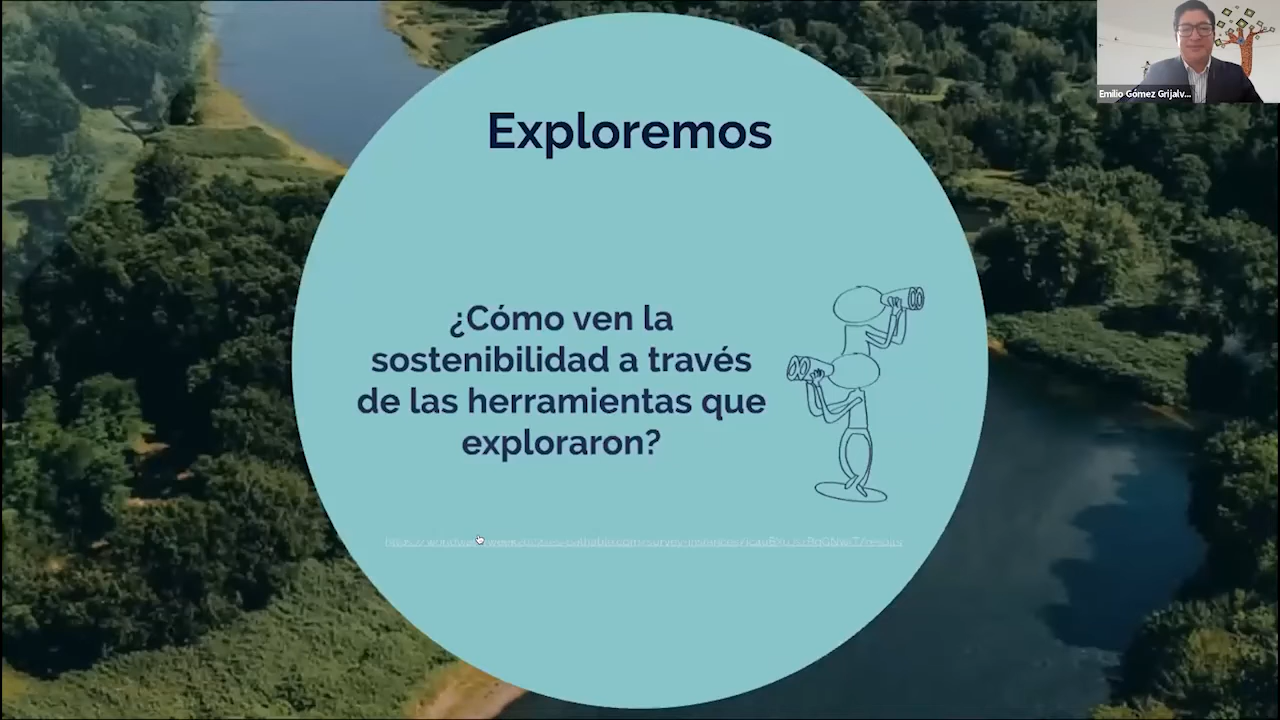 Exploremos
¿Cómo ven la
sostenibilidad a través
de las herramientas que
exploraron?
Emilio Gómez Grijalv...